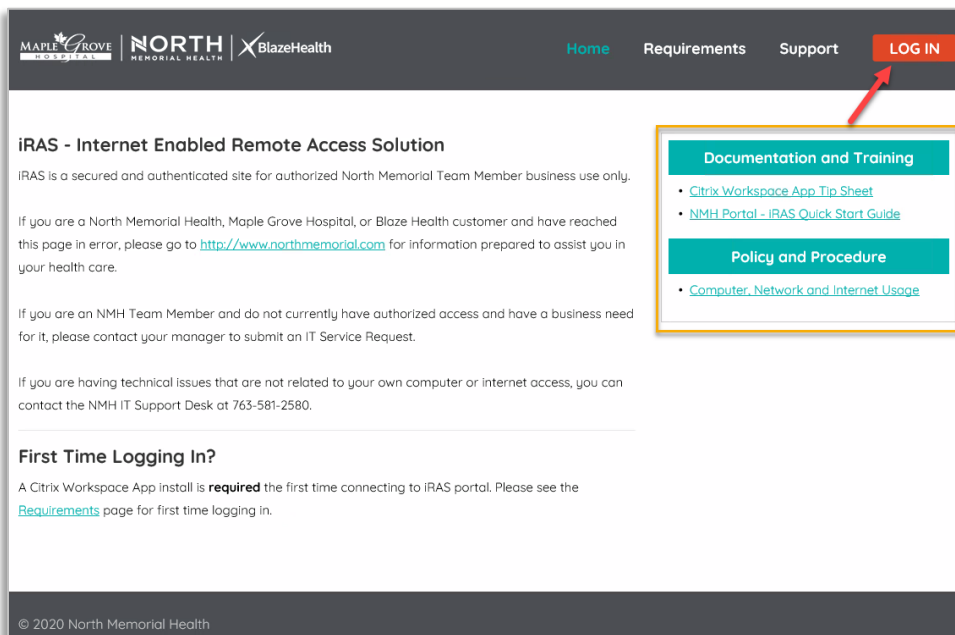 MAPLE GROVE HOSPITAL | NORTH MEMORIAL HEALTH | BlazeHealth
Home Requirements Support LOG IN
iRAS - Internet Enabled Remote Access Solution
iRAS is a secured and authenticated site for authorized North Memorial Team Member business use only.
If you are a North Memorial Health, Maple Grove Hospital, or Blaze Health customer and have reached
this page in error, please go to http://www.northmemorial.com for information prepared to assist you in
your health care.
If you are an NMH Team Member and do not currently have authorized access and have a business need
for it, please contact your manager to submit an IT Service Request.
If you are having technical issues that are not related to your own computer or internet access, you can
contact the NMH IT Support Desk at 763-581-2580.
First Time Logging In?
A Citrix Workspace App install is required the first time connecting to iRAS portal. Please see the
Requirements page for first time logging in.
Documentation and Training
• Citrix Workspace App Tip Sheet
• NMH Portal - iRAS Quick Start Guide
Policy and Procedure
• Computer, Network and Internet Usage
© 2020 North Memorial Health